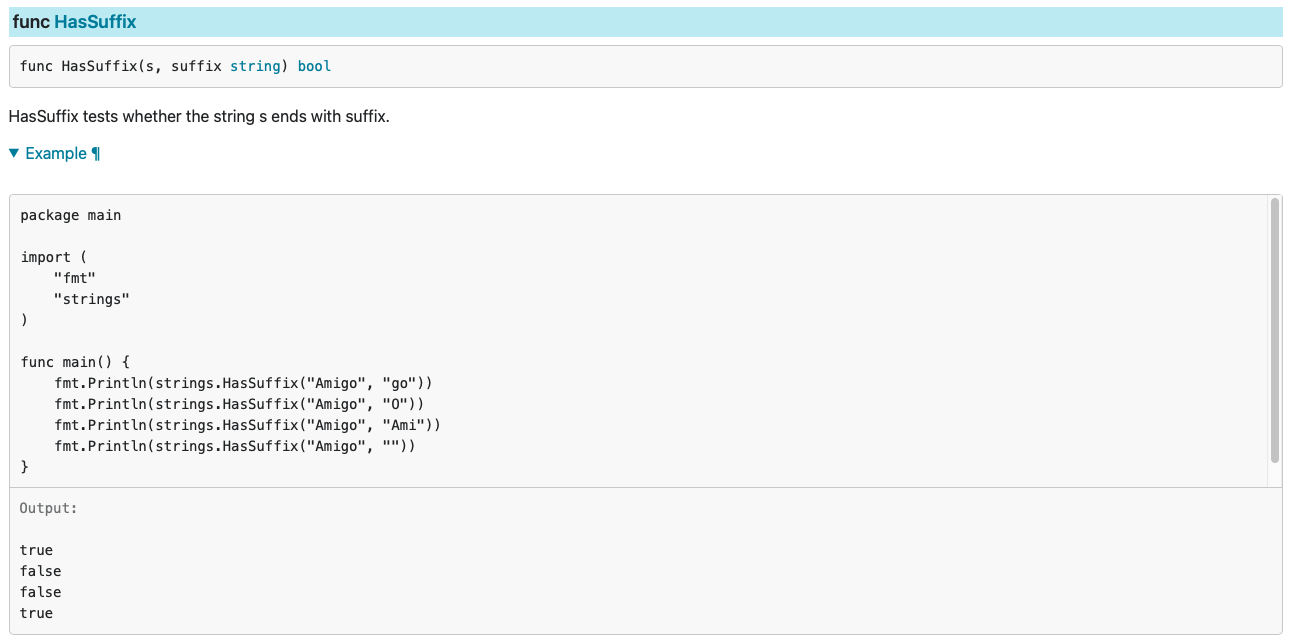 func HasSuffix
func HasSuffix(s, suffix string) bool
HasSuffix tests whether the string s ends with suffix.
▼ Example ¶
package main

import (
    "fmt"
    "strings"
)

func main() {
    fmt.Println(strings.HasSuffix("Amigo", "go"))
    fmt.Println(strings.HasSuffix("Amigo", "O"))
    fmt.Println(strings.HasSuffix("Amigo", "Ami"))
    fmt.Println(strings.HasSuffix("Amigo", ""))
}
Output:

true
false
false
true